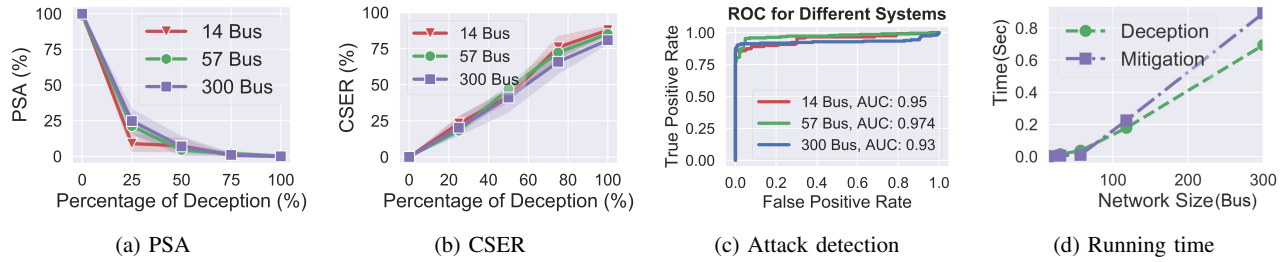 100
75
50
25
0
PSA (%)
14 Bus
57 Bus
300 Bus
0 25 50 75 100
Percentage of Deception (%)
(a) PSA
100
75
50
25
0
CSER (%)
14 Bus
57 Bus
300 Bus
0 20 40 60 80 100
Percentage of Deception (%)
(b) CSER
ROC for Different Systems
1.00
0.75
0.50
0.25
0.00
True Positive Rate
14 Bus, AUC: 0.95
57 Bus, AUC: 0.974
300 Bus, AUC: 0.93
0.0 0.2 0.4 0.6 0.8 1.0
False Positive Rate
(c) Attack detection
0.8
0.6
0.4
0.2
0.0
Time(Sec)
Deception
Mitigation
100 200 300
Network Size(Bus)
(d) Running time